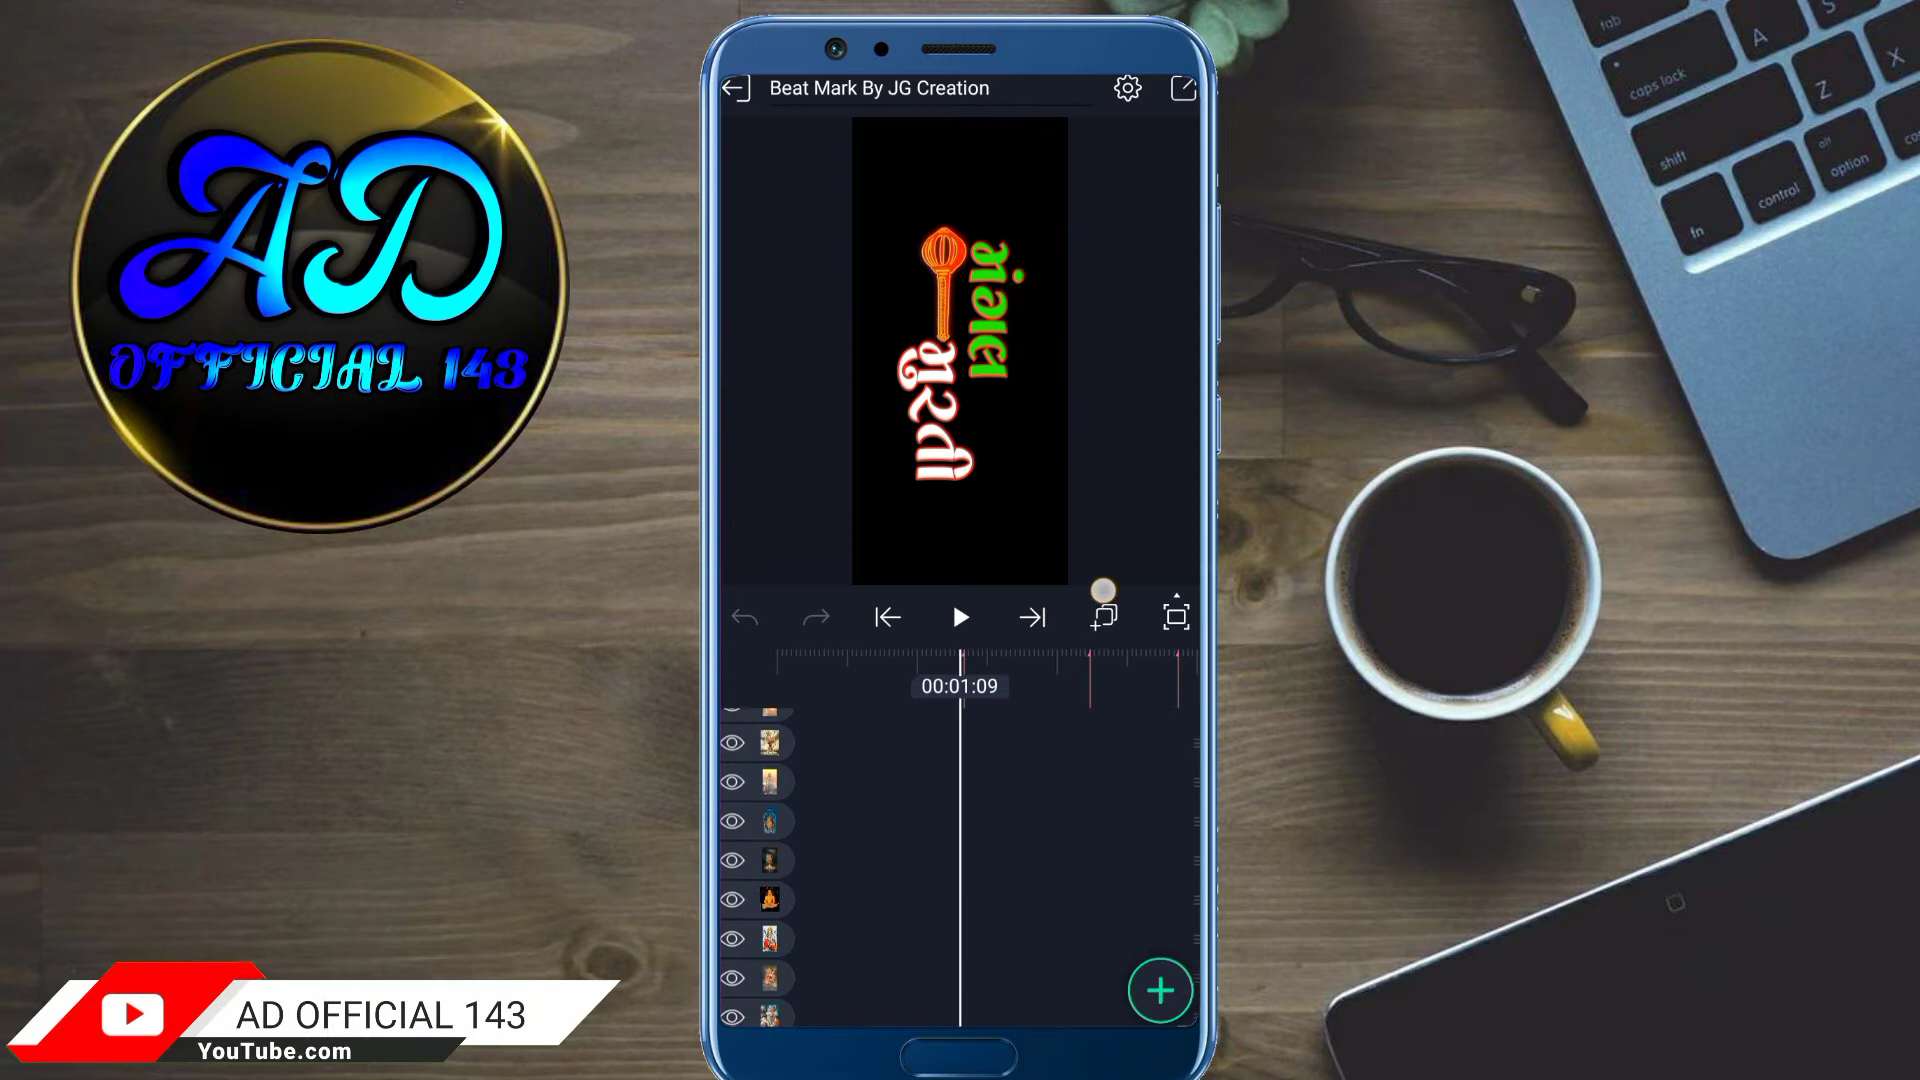 AD
OFFICIAL 143
Beat Mark By JG Creation
મંગલ
મુરતી
00:01:09
AD OFFICIAL 143
YouTube.com
tab
caps lock
A
S
Z
X
shift
fn
control
alt
option